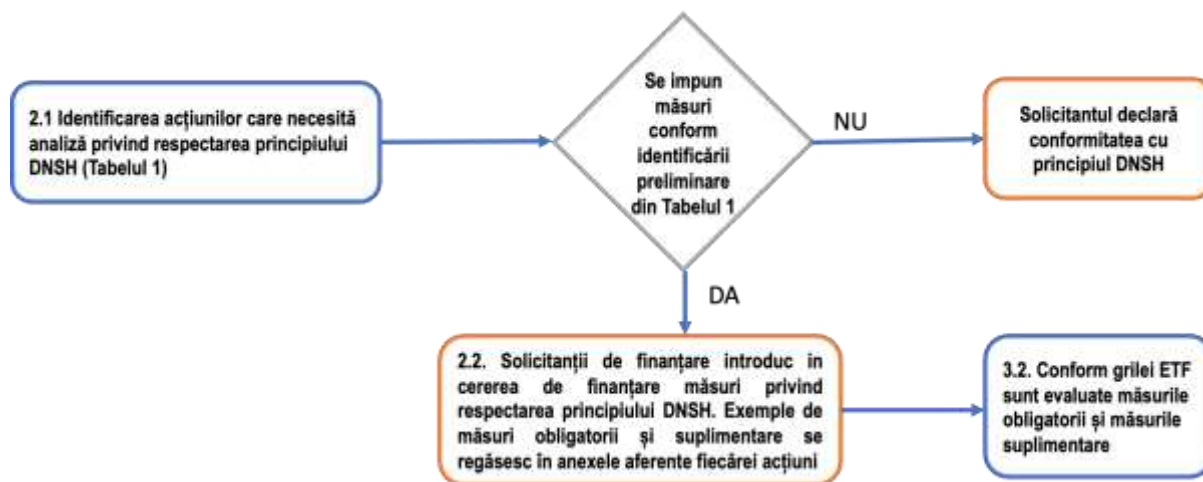 2.1 Identificarea acțiunilor care necesită
analiză privind respectarea principiului
DNSH (Tabelul 1)
Se impun
măsuri
conform
identificării
preliminare
din Tabelul 1
NU
Solicitantul declară
conformitatea cu
principiul DNSH
DA
2.2. Solicitanții de finanțare introduc in
cererea de finanțare măsuri privind
respectarea principiului DNSH. Exemple de
măsuri obligatorii și suplimentare se
regăsesc în anexele aferente fiecărei acțiuni
3.2. Conform grilei ETF
sunt evaluate măsurile
obligatorii și măsurile
suplimentare